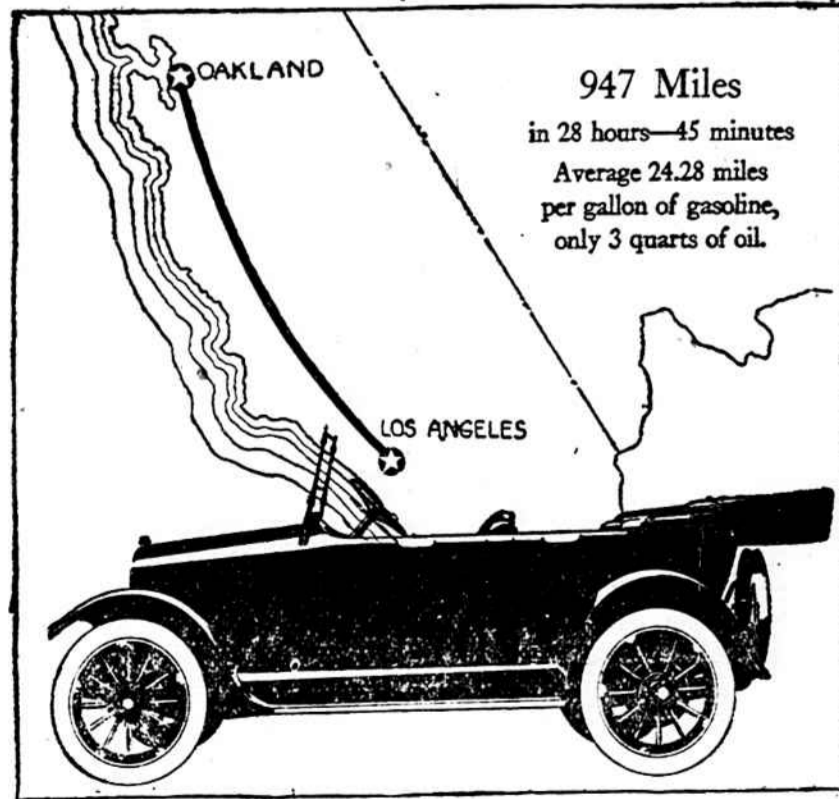 OAKLAND
947 Miles
in 28 hours—45 minutes
Average 24.28 miles
per gallon of gasoline,
only 3 quarts of oil.
LOS ANGELES